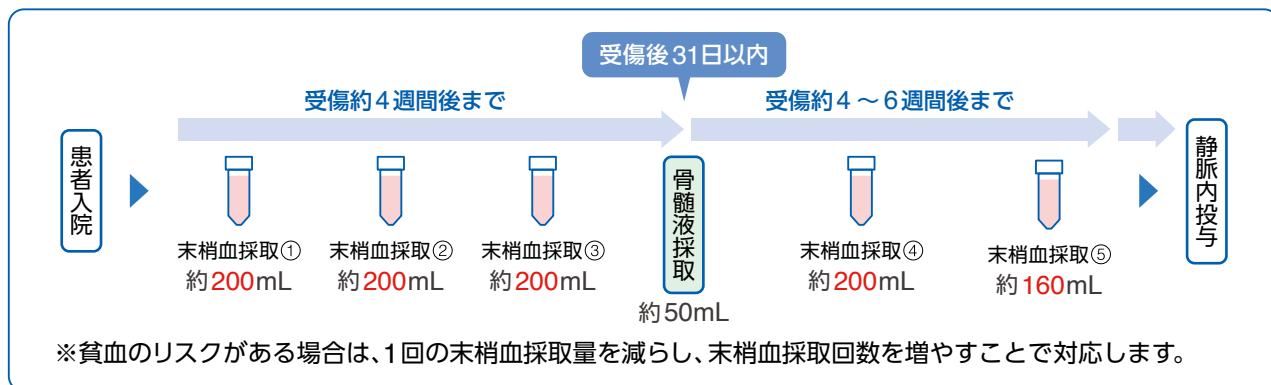 受傷後31日以内
受傷約4週間後まで
受傷約4～6週間後まで
患者入院
末梢血採取①
約200mL
末梢血採取②
約200mL
末梢血採取③
約200mL
骨髄液採取
約50mL
末梢血採取④
約200mL
末梢血採取⑤
約160mL
静脈内投与
※貧血のリスクがある場合は、1回の末梢血採取量を減らし、末梢血採取回数を増やすことで対応します。